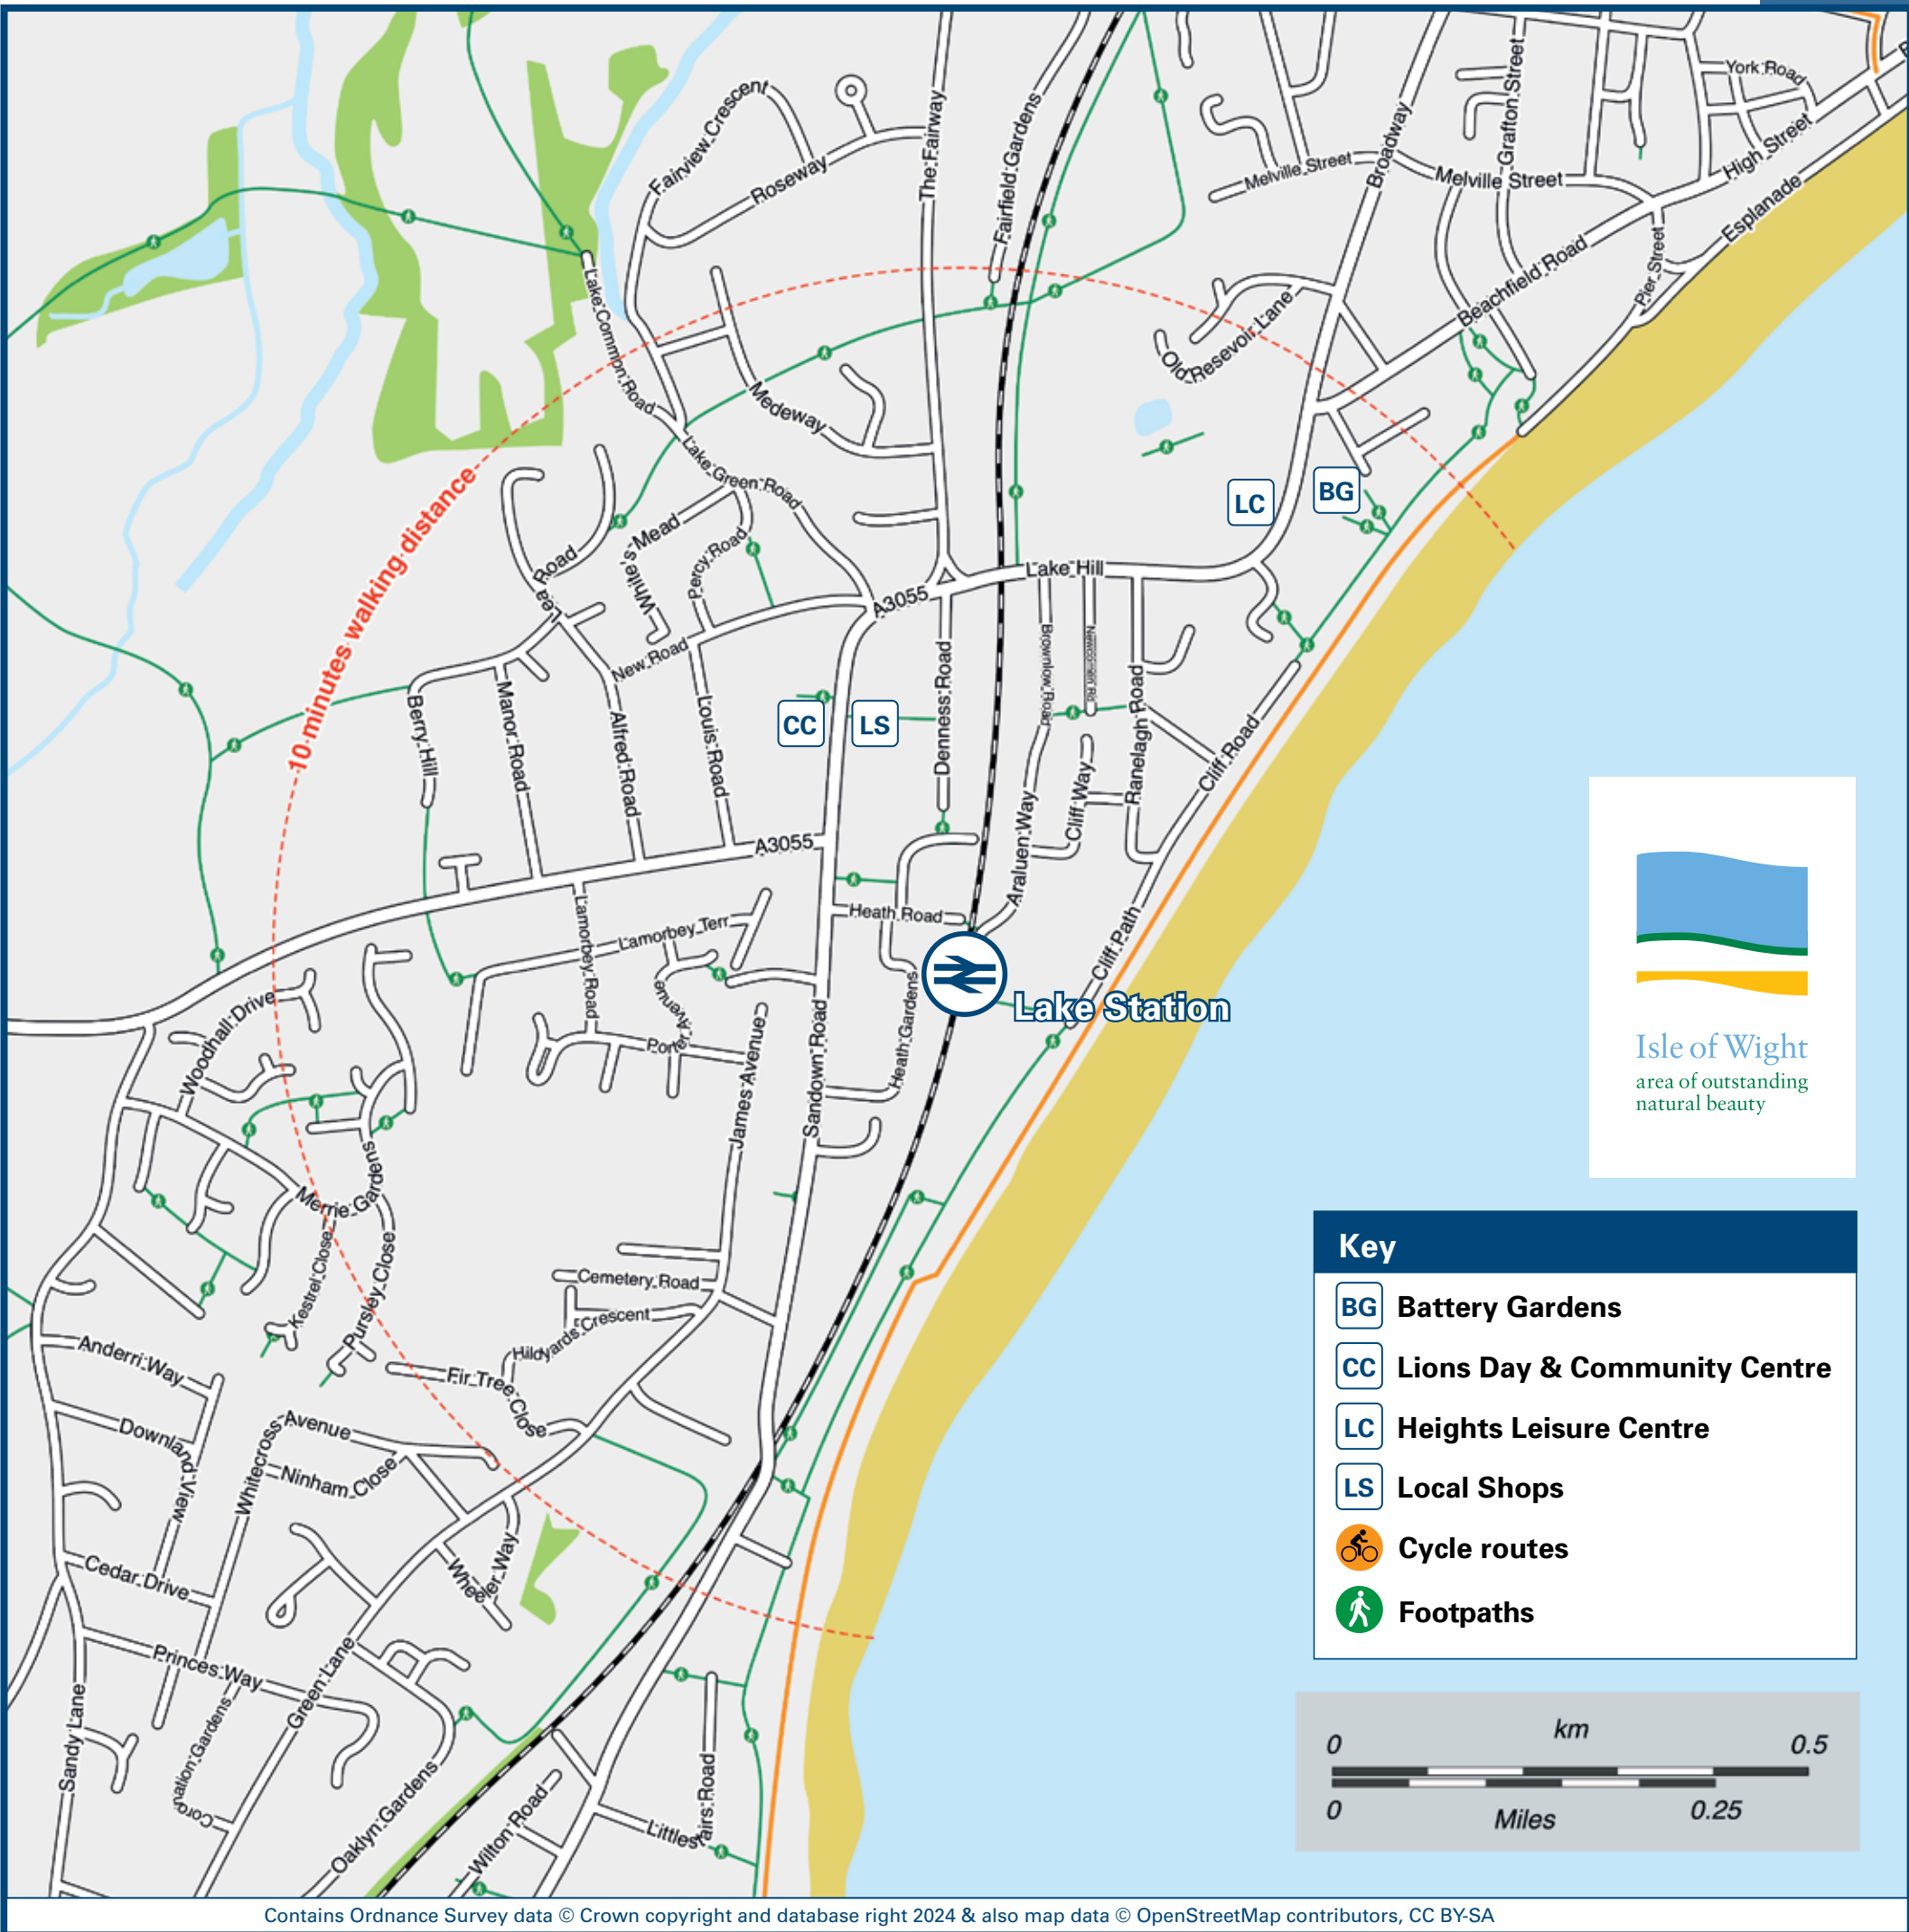 York Road
Fairview Crescent
Roseway
The Fairway
Fairfield Gardens
Broadway
Grafton Street
High Street
Melville Street
Melville Street
Esplanade
Pier Street
Beachfield Road
Old Resevoir Lane
Lake Common Road
Medeway
Lake Green Road
10 minutes walking distance
LC
BG
White's Mead
Percy Road
Lea Road
Lake Hill
A3055
New Road
Brownlow Road
Newcomen Rd
Ranelagh Road
Denness Road
Louis Road
Alfred Road
Manor Road
Berry Hill
CC
LS
Cliff Road
Cliff Way
Araluen Way
A3055
Heath Road
Lamorbey Terr
Lamorbey Road
Cliff Path
Lake Station
Woodhall Drive
Porter Avenue
Heath Gardens
Sandown Road
James Avenue
Merrie Gardens
Kestrel Close
Pursley Close
Cemetery Road
Hildyards Crescent
Fir Tree Close
Anderri Way
Downland View
Whitecross Avenue
Ninham Close
Wheeler Way
Cedar Drive
Princes Way
Green Lane
Coronation Gardens
Sandy Lane
Oaklyn Gardens
Wilton Road
Littlestairs Road
Isle of Wight
area of outstanding
natural beauty
Key
BG Battery Gardens
CC Lions Day & Community Centre
LC Heights Leisure Centre
LS Local Shops
Cycle routes
Footpaths
km
0 0.5
0 0.25
Miles
Contains Ordnance Survey data © Crown copyright and database right 2024 & also map data © OpenStreetMap contributors, CC BY-SA